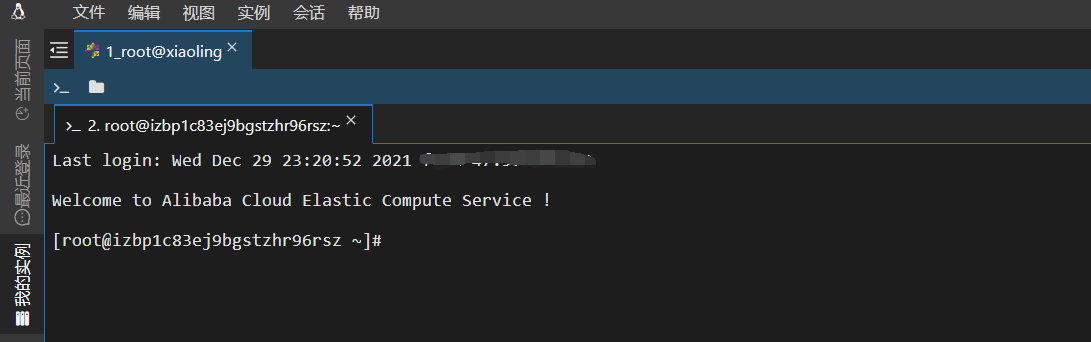 文件 编辑 视图 实例 会话 帮助
1_root@xiaoling
2. root@izbp1c83ej9bgstzhr96rsz:~
当前页面
最近登录
我的实例
Last login: Wed Dec 29 23:20:52 2021
Welcome to Alibaba Cloud Elastic Compute Service !
[root@izbp1c83ej9bgstzhr96rsz ~]#